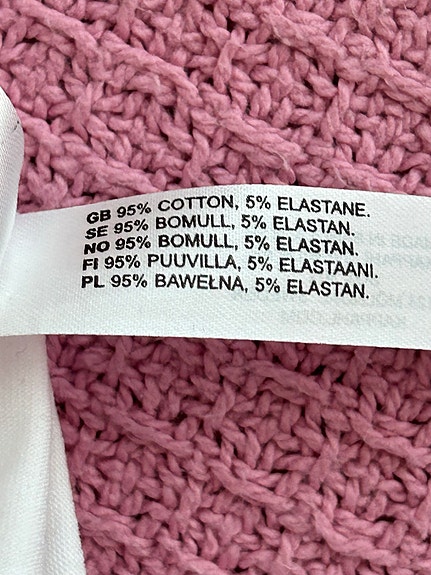 GB 95% COTTON, 5% ELASTANE.
SE 95% BOMULL, 5% ELASTAN.
NO 95% BOMULL, 5% ELASTAN.
FI 95% PUUVILLA, 5% ELASTAANI.
PL 95% BAWEŁNA, 5% ELASTAN.